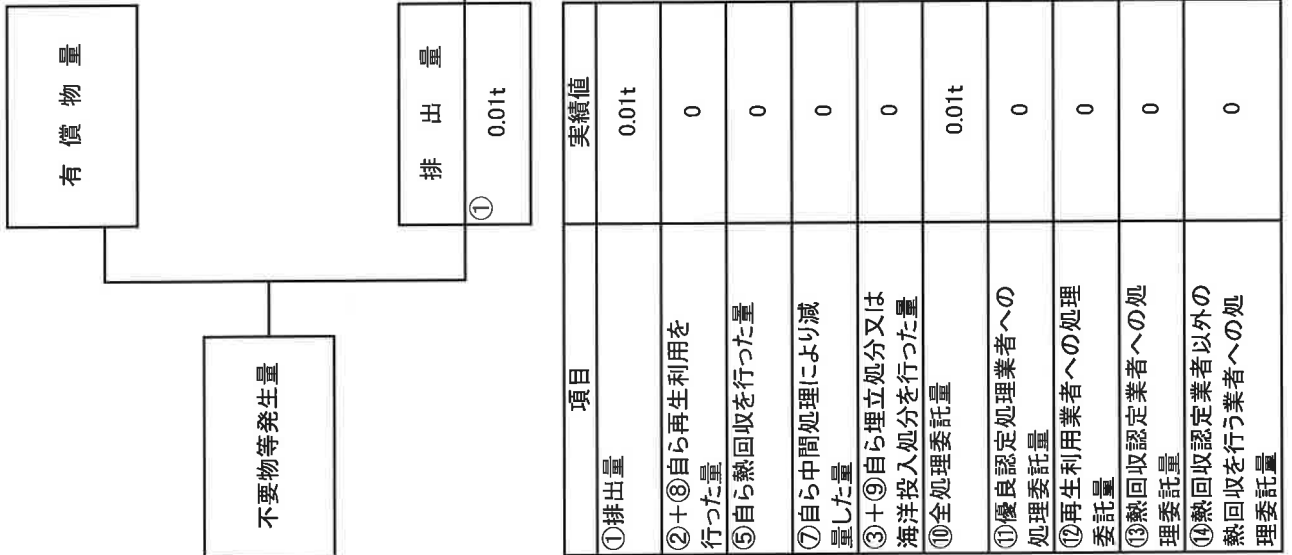 有償物量
不要物等発生量
排出量
①
0.01t
項目
実績値
①排出量
0.01t
②+⑧自ら再生利用を
行った量
0
⑤自ら熱回収を行った量
0
⑦自ら中間処理により減
量した量
0
③+⑨自ら埋立処分又は
海洋投入処分を行った量
0
⑩全処理委託量
0.01t
⑪優良認定処理業者への
処理委託量
0
⑫再生利用業者への処理
委託量
0
⑬熱回収認定業者への処
理委託量
0
⑭熱回収認定業者以外の
熱回収を行う業者への処
理委託量
0